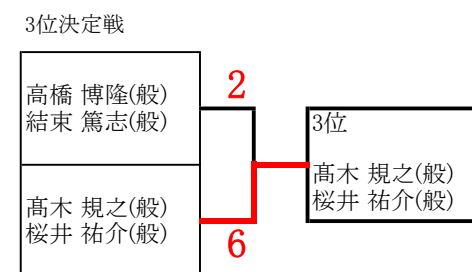 3位決定戦
高橋 博隆(般)
結束 篤志(般)
2
3位
髙木 規之(般)
桜井 祐介(般)
髙木 規之(般)
桜井 祐介(般)
6